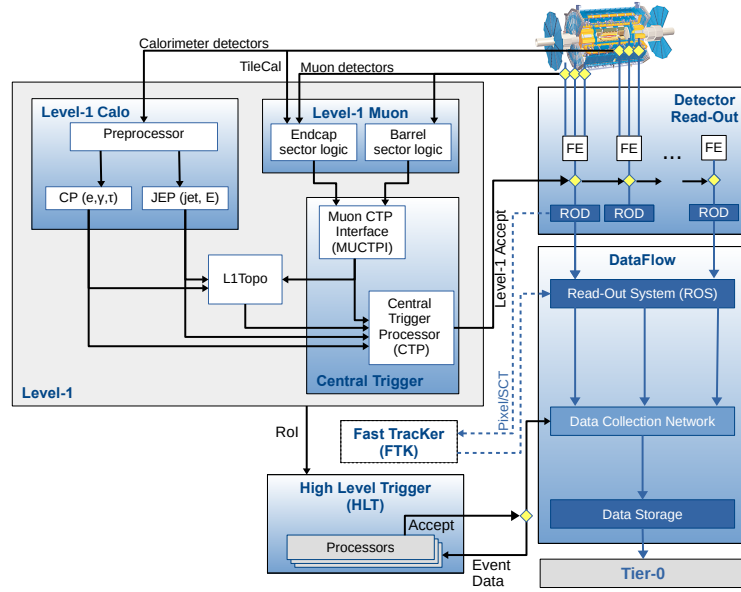 Calorimeter detectors
TileCal
Muon detectors
Level-1 Calo
Preprocessor
CP (e,γ,τ)
JEP (jet, E)
Level-1 Muon
Endcap
sector logic
Barrel
sector logic
Muon CTP
Interface
(MUCTPI)
L1Topo
Central
Trigger
Processor
(CTP)
Central Trigger
Level-1
Level-1 Accept
Detector
Read-Out
FE
FE
...
FE
ROD
ROD
ROD
DataFlow
Read-Out System (ROS)
Data Collection Network
Data Storage
Tier-0
Pixel/SCT
RoI
Fast TracKer
(FTK)
High Level Trigger
(HLT)
Accept
Processors
Event
Data